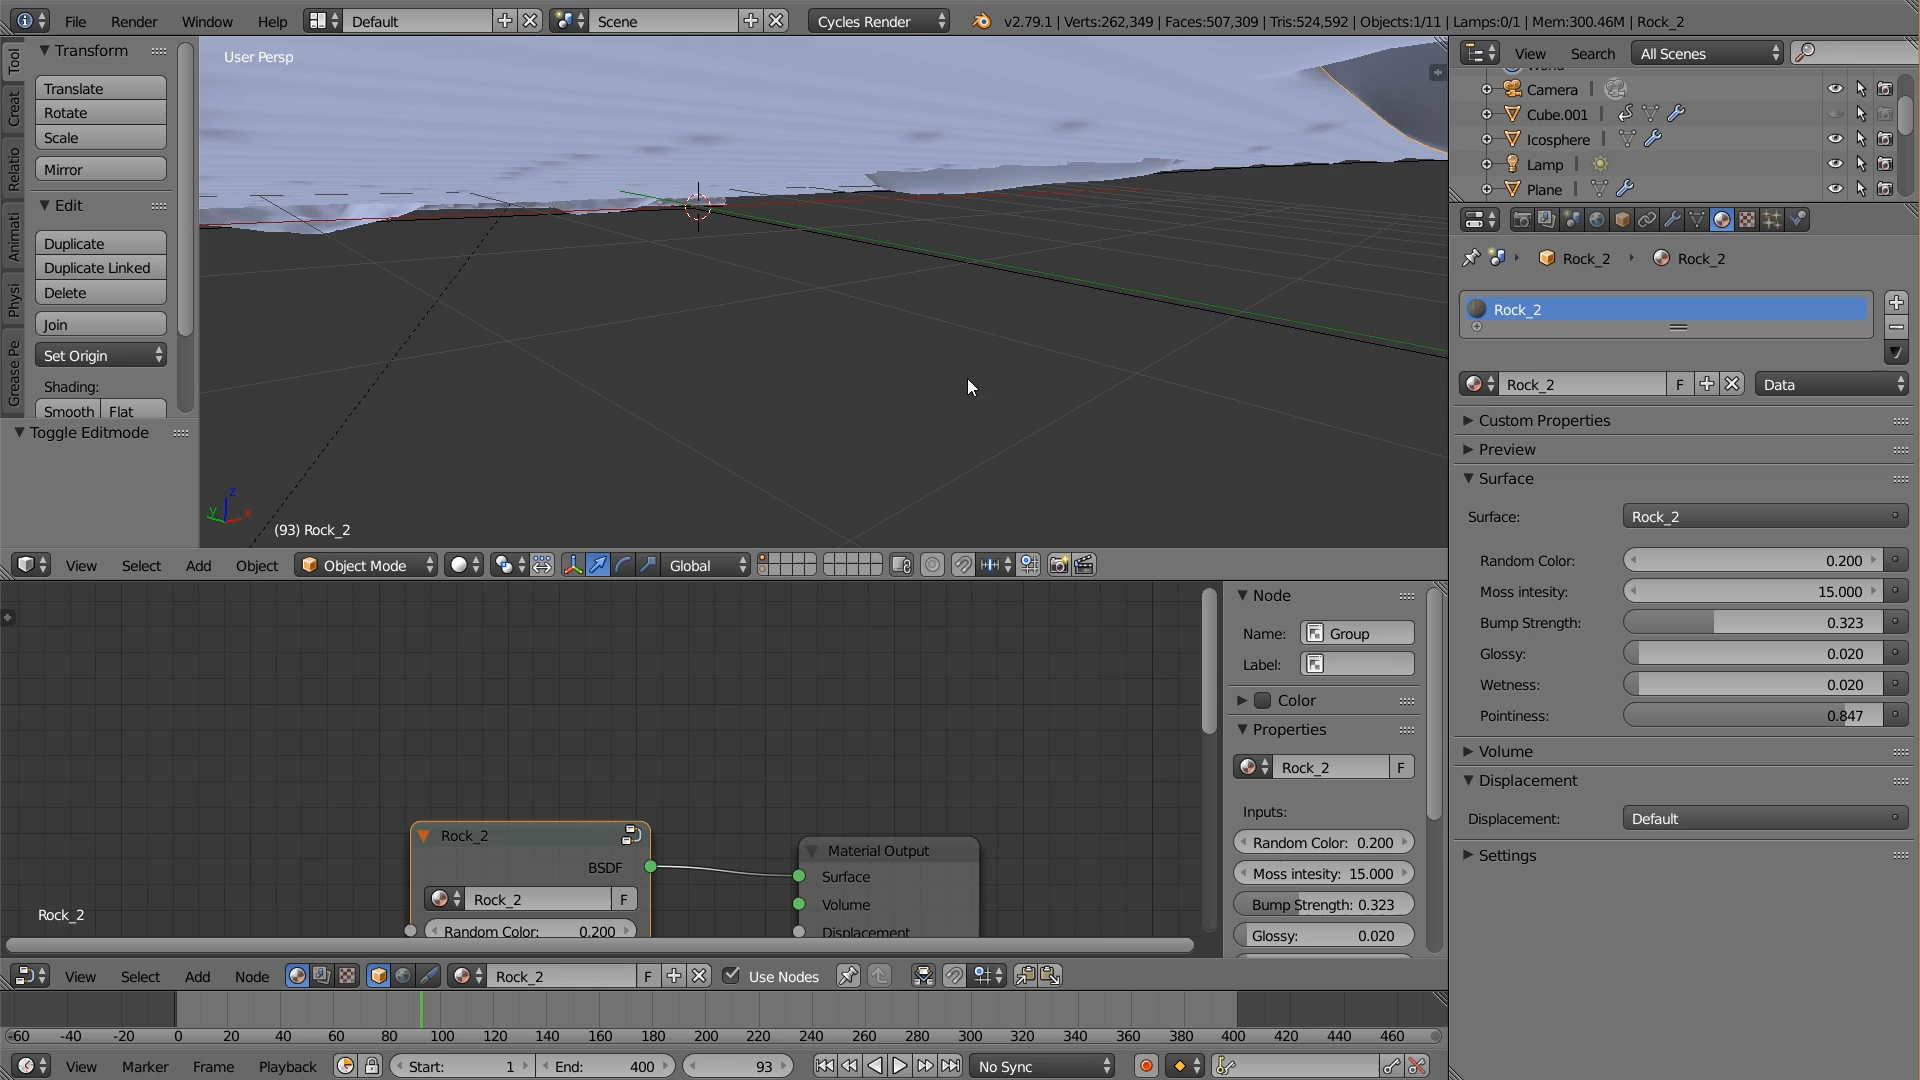 File Render Window Help Default Scene Cycles Render v2.79.1 | Verts:262,349 | Faces:507,309 | Tris:524,592 | Objects:1/11 | Lamps:0/1 | Mem:300.46M | Rock_2
Tool
Creat
Relatio
Animati
Physi
Grease Pe
Transform
Translate
Rotate
Scale
Mirror
Edit
Duplicate
Duplicate Linked
Delete
Join
Set Origin
Shading:
Smooth Flat
Toggle Editmode
User Persp
z
y x
(93) Rock_2
View Select Add Object Object Mode Global
Rock_2
BSDF
Rock_2 F
Random Color: 0.200
Material Output
Surface
Volume
Displacement
Rock_2
Node
Name: Group
Label:
Color
Properties
Rock_2 F
Inputs:
Random Color: 0.200
Moss intesity: 15.000
Bump Strength: 0.323
Glossy: 0.020
View Select Add Node Rock_2 F Use Nodes
-60 -40 -20 0 20 40 60 80 100 120 140 160 180 200 220 240 260 280 300 320 340 360 380 400 420 440 460
View Marker Frame Playback Start: 1 End: 400 93 No Sync
View Search All Scenes
World
Camera
Cube.001
Icosphere
Lamp
Plane
Rock_2 Rock_2
Rock_2
Rock_2 F Data
Custom Properties
Preview
Surface
Surface: Rock_2
Random Color: 0.200
Moss intesity: 15.000
Bump Strength: 0.323
Glossy: 0.020
Wetness: 0.020
Pointiness: 0.847
Volume
Displacement
Displacement: Default
Settings